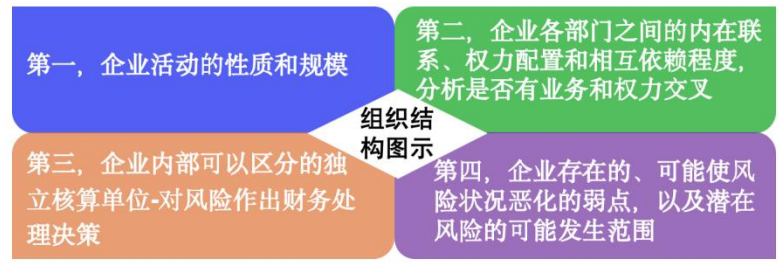 第一，企业活动的性质和规模
第二，企业各部门之间的内在联
系、权力配置和相互依赖程度，
分析是否有业务和权力交叉
组织结
构图示
第三，企业内部可以区分的独
立核算单位-对风险作出财务处
理决策
第四，企业存在的、可能使风
险状况恶化的弱点，以及潜在
风险的可能发生范围